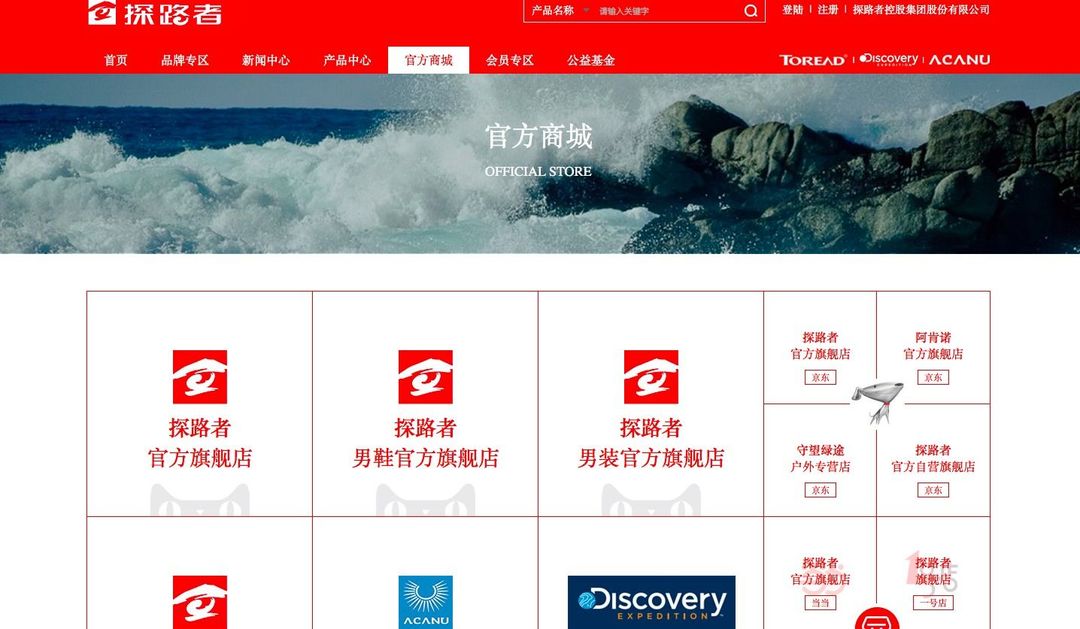 探路者
产品名称
请输入关键字
登陆 | 注册 | 探路者控股集团股份有限公司
首页 品牌专区 新闻中心 产品中心 官方商城 会员专区 公益基金
TOREAD | Discovery EXPEDITION | ACANU
官方商城
OFFICIAL STORE
探路者
官方旗舰店
探路者
男鞋官方旗舰店
探路者
男装官方旗舰店
探路者
官方旗舰店
京东
阿肯诺
官方旗舰店
京东
守望绿途
户外专营店
京东
探路者
官方自营旗舰店
京东
ACANU
Discovery
EXPEDITION
探路者
官方旗舰店
当当
探路者
旗舰店
一号店